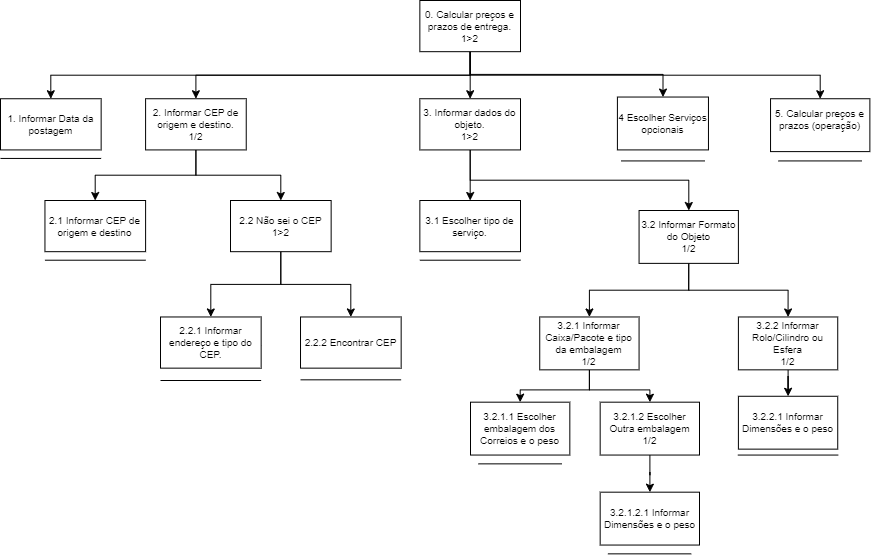 0. Calcular preços e
prazos de entrega.
1>2
1. Informar Data da
postagem
2. Informar CEP de
origem e destino.
1/2
3. Informar dados do
objeto.
1>2
4 Escolher Serviços
opcionais
5. Calcular preços e
prazos (operação)
2.1 Informar CEP de
origem e destino
2.2 Não sei o CEP
1>2
3.1 Escolher tipo de
serviço.
3.2 Informar Formato
do Objeto
1/2
2.2.1 Informar
endereço e tipo do
CEP.
2.2.2 Encontrar CEP
3.2.1 Informar
Caixa/Pacote e tipo
da embalagem
1/2
3.2.2 Informar
Rolo/Cilindro ou
Esfera
1/2
3.2.1.1 Escolher
embalagem dos
Correios e o peso
3.2.1.2 Escolher
Outra embalagem
1/2
3.2.2.1 Informar
Dimensões e o peso
3.2.1.2.1 Informar
Dimensões e o peso